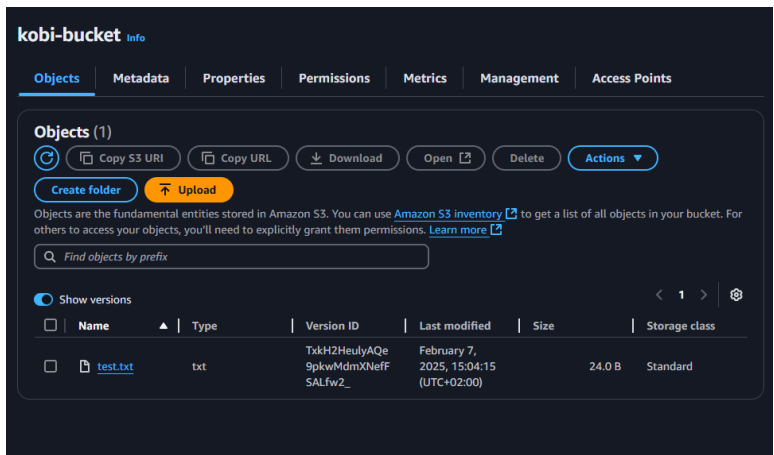 kobi-bucket Info
Objects Metadata Properties Permissions Metrics Management Access Points
Objects (1)
Copy S3 URI Copy URL Download Open Delete Actions
Create folder Upload
Objects are the fundamental entities stored in Amazon S3. You can use Amazon S3 inventory to get a list of all objects in your bucket. For
others to access your objects, you'll need to explicitly grant them permissions. Learn more
Find objects by prefix
1
Show versions
Name Type Version ID Last modified Size Storage class
TxkH2HeulyAQe February 7,
test.txt txt 9pkwMdmXNefF 2025, 15:04:15 24.0 B Standard
SALfw2_ (UTC+02:00)